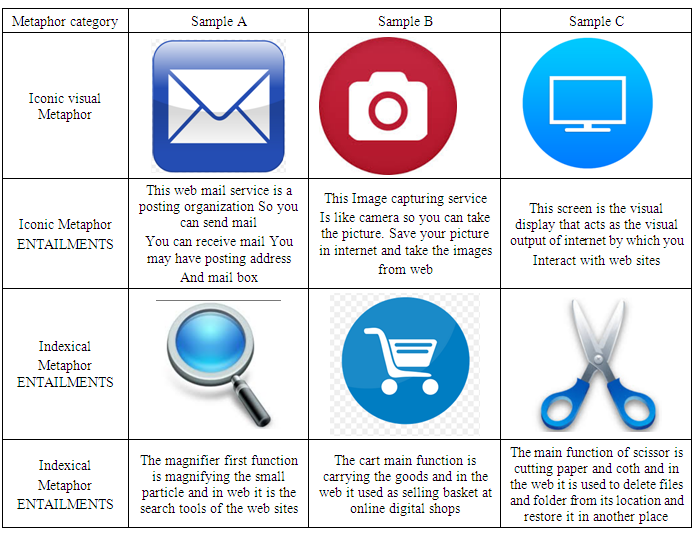 Metaphor category
Sample A
Sample B
Sample C
Iconic visual
Metaphor
Iconic Metaphor
ENTAILMENTS
This web mail service is a
posting organization So you
can send mail
You can receive mail You
may have posting address
And mail box
This Image capturing service
Is like camera so you can take
the picture. Save your picture
in internet and take the images
from web
This screen is the visual
display that acts as the visual
output of internet by which you
Interact with web sites
Indexical
Metaphor
ENTAILMENTS
Indexical
Metaphor
ENTAILMENTS
The magnifier first function
is magnifying the small
particle and in web it is the
search tools of the web sites
The cart main function is
carrying the goods and in the
web it used as selling basket at
online digital shops
The main function of scissor is
cutting paper and coth and in
the web it is used to delete files
and folder from its location and
restore it in another place